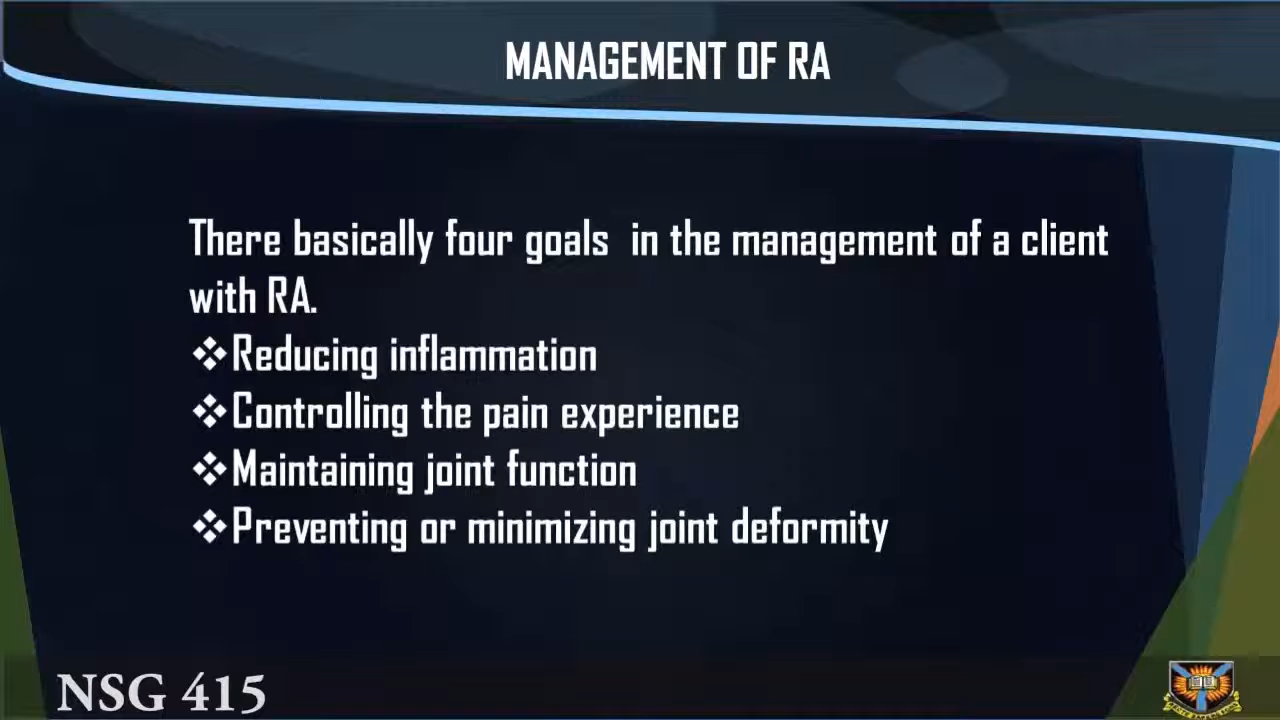 MANAGEMENT OF RA
There basically four goals  in the management of a client
with RA.
❖Reducing inflammation
❖Controlling the pain experience
❖Maintaining joint function
❖Preventing or minimizing joint deformity
NSG 415